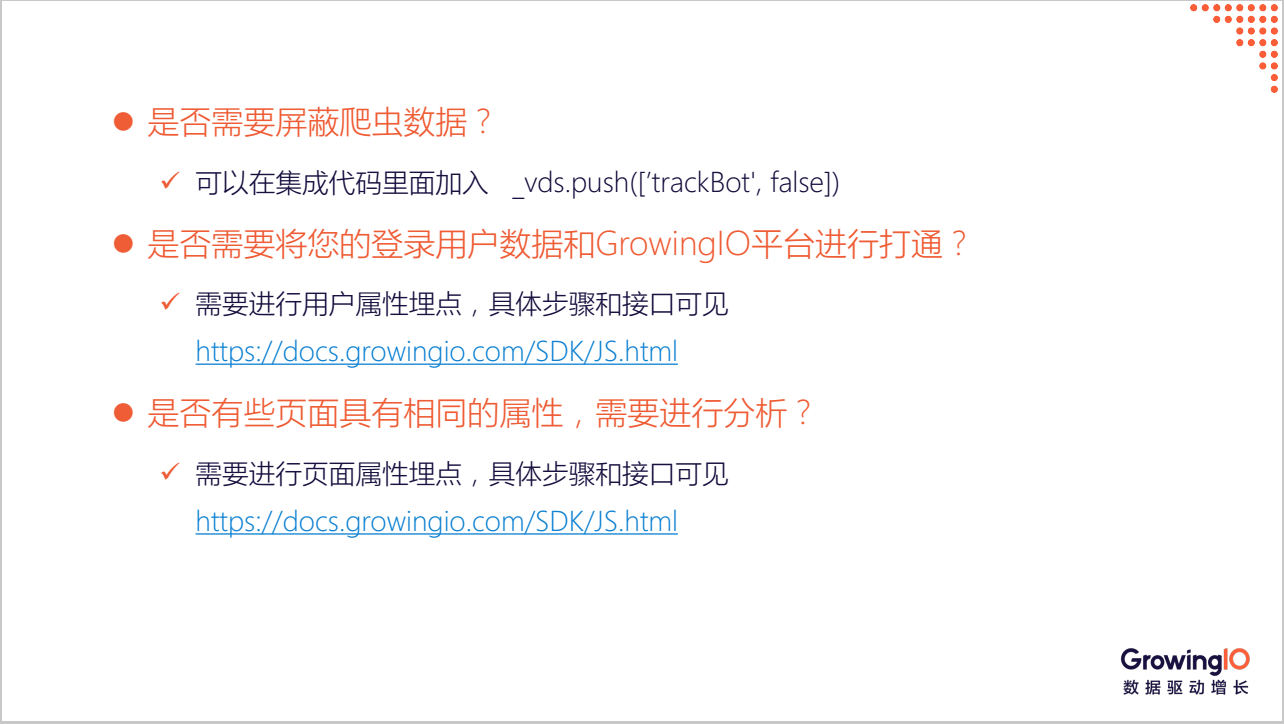 是否需要屏蔽爬虫数据？
可以在集成代码里面加入 _vds.push([’trackBot', false])
是否需要将您的登录用户数据和GrowingIO平台进行打通？
需要进行用户属性埋点，具体步骤和接口可见
https://docs.growingio.com/SDK/JS.html
是否有些页面具有相同的属性，需要进行分析？
需要进行页面属性埋点，具体步骤和接口可见
https://docs.growingio.com/SDK/JS.html
GrowingIO
数据驱动增长